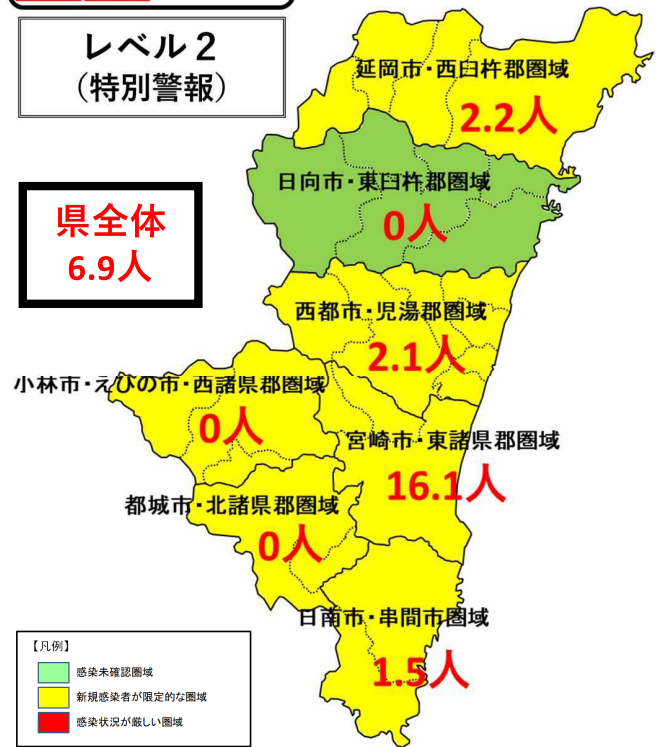 レベル２
（特別警報）
県全体
6.9人
延岡市・西臼杵郡圏域
2.2人
日向市・東臼杵郡圏域
0人
西都市・児湯郡圏域
2.1人
小林市・えびの市・西諸県郡圏域
0人
宮崎市・東諸県郡圏域
16.1人
都城市・北諸県郡圏域
0人
日南市・串間市圏域
1.5人
【凡例】
感染未確認圏域
新規感染者が限定的な圏域
感染状況が厳しい圏域